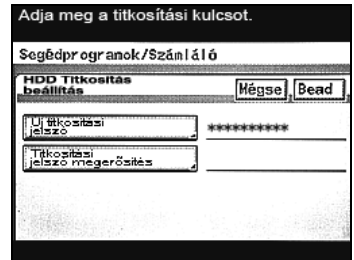 Adja meg a titkosítási kulcsot.
Segédprogramok/Számláló
HDD Titkosítás
beállítás
Mégse
Bead
Új titkosítási
jelszó
**********
Titkosítási
jelszó megerősítés